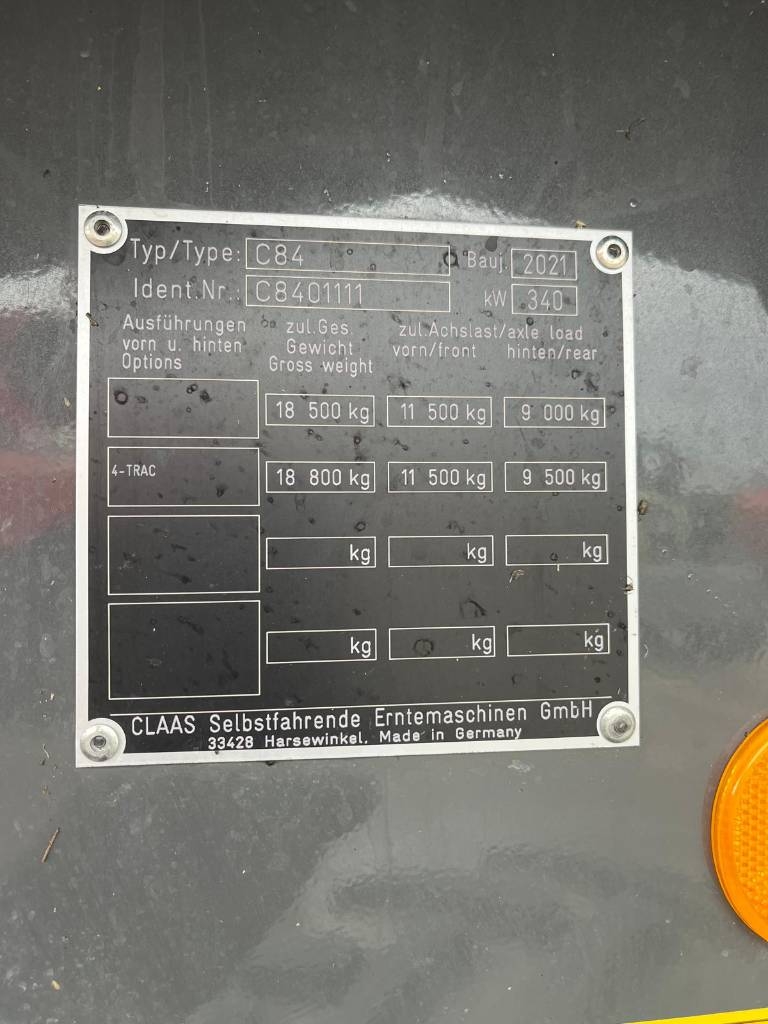 Typ/Type: C84 Bauj. 2021
Ident.Nr.: C8401111 kW 340
Ausführungen zul.Ges. zul.Achslast/axle load
vorn u. hinten Gewicht vorn/front hinten/rear
Options Gross weight
18 500 kg 11 500 kg 9 000 kg
4-TRAC 18 800 kg 11 500 kg 9 500 kg
kg kg kg
kg kg kg
CLAAS Selbstfahrende Erntemaschinen GmbH
33428 Harsewinkel, Made in Germany